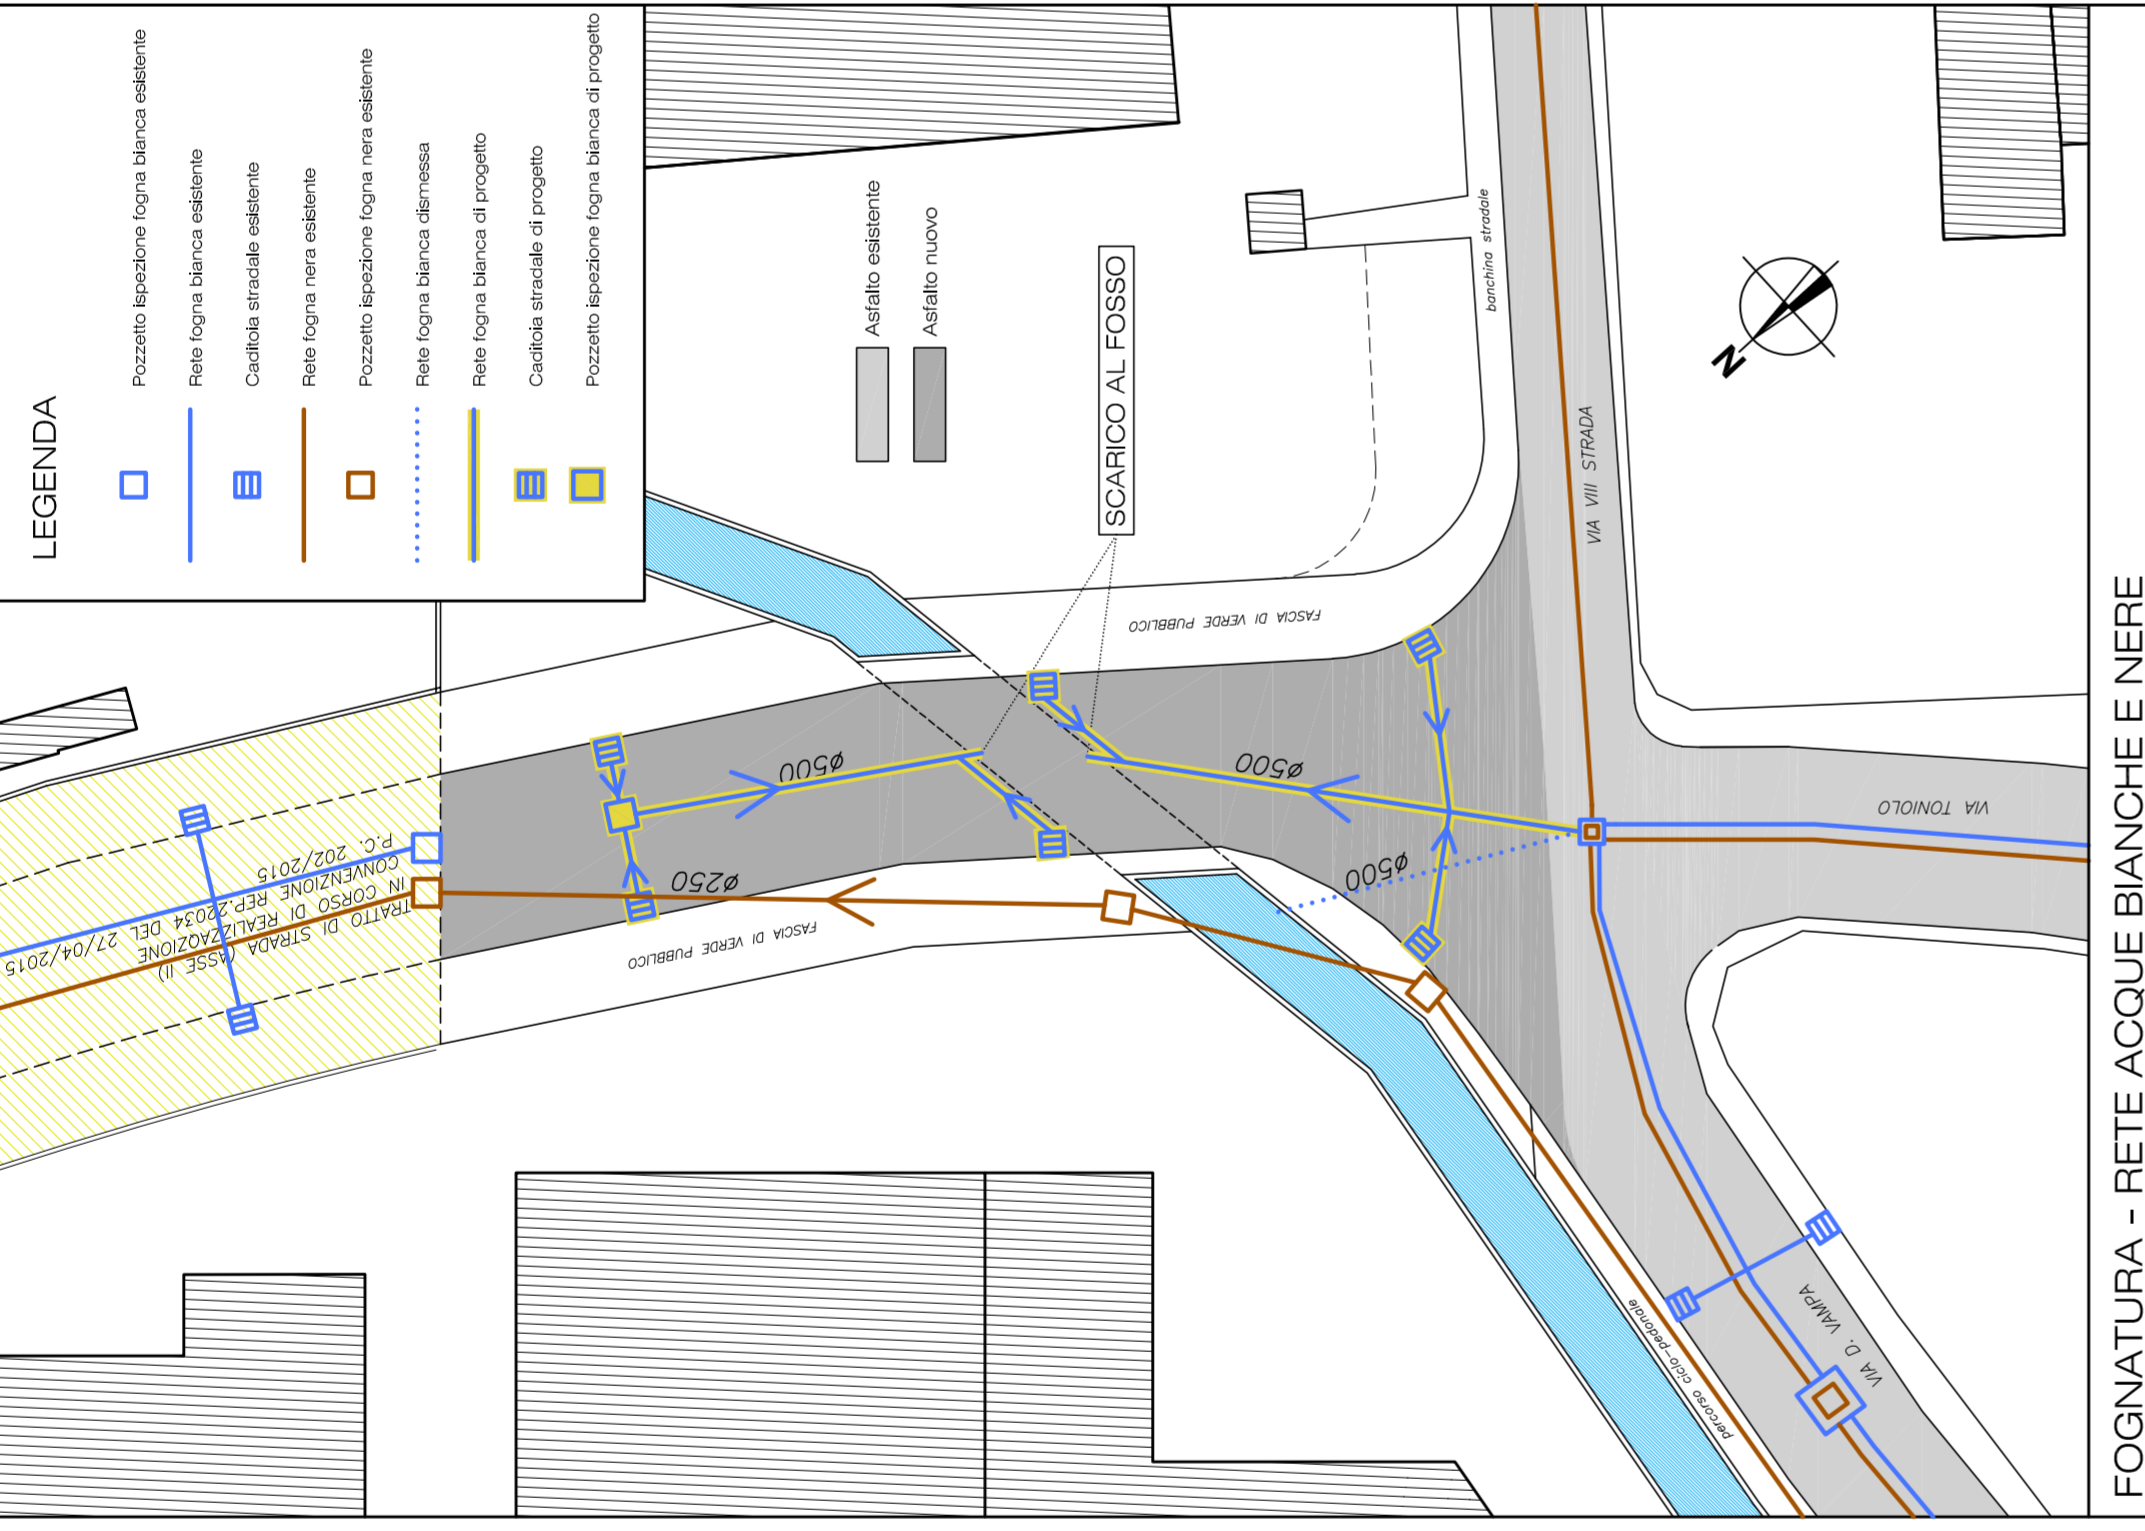 LEGENDA
Pozzetto ispezione fogna bianca esistente
Rete fogna bianca esistente
Caditoia stradale esistente
Rete fogna nera esistente
Pozzetto ispezione fogna nera esistente
Rete fogna bianca dismessa
Rete fogna bianca di progetto
Caditoia stradale di progetto
Pozzetto ispezione fogna bianca di progetto
Asfalto esistente
Asfalto nuovo
SCARICO AL FOSSO
banchina stradale
VIA VIII STRADA
N
FASCIA DI VERDE PUBBLICO
TRATTO DI STRADA (ASSE II)
IN CORSO DI REALIZZAQZIONE
CONVENZIONE REP.22034 DEL 27/04/2015
P.C. 202/2015
ø500
ø500
ø500
ø250
FASCIA DI VERDE PUBBLICO
VIA TONIOLO
VIA D. VAMPA
percorso ciclo-pedonale
FOGNATURA - RETE ACQUE BIANCHE E NERE